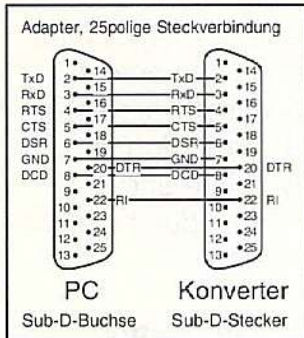 Adapter, 25polige Steckverbindung
1 14 1 14
TxD 2 15 TxD 2 15
RxD 3 16 RxD 3 16
RTS 4 17 RTS 4 17
CTS 5 18 CTS 5 18
DSR 6 19 DSR 6 19
GND 7 20 DTR GND 7 20 DTR
DCD 8 21 DCD 8 21
9 22 RI 9 22 RI
10 23 10 23
11 24 11 24
12 25 12 25
13 13
PC Konverter
Sub-D-Buchse Sub-D-Stecker